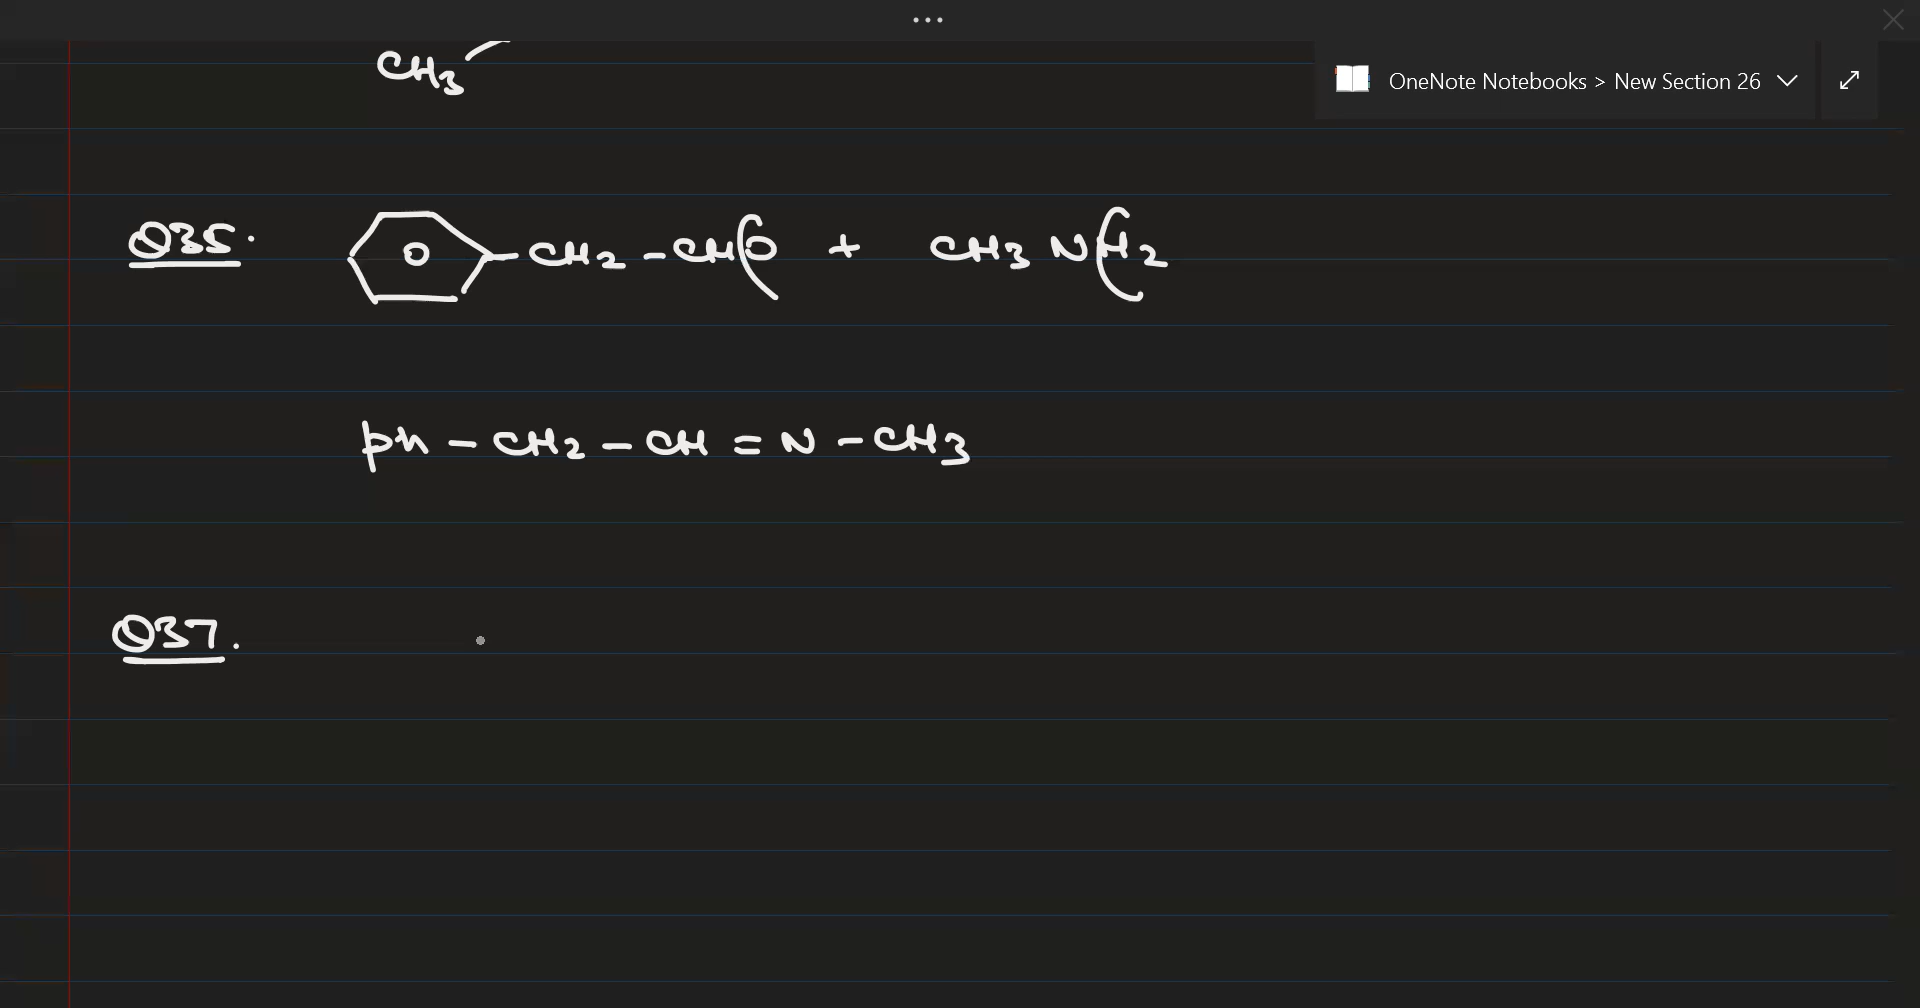 ...
CH3
OneNote Notebooks > New Section 26
Q35. O-CH2-CHO + CH3NH2
ph-CH2-CH=N-CH3
Q37.